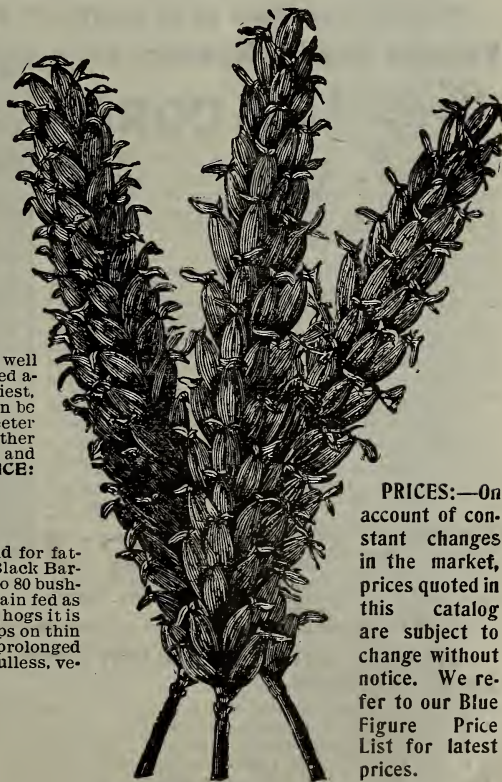 well
ed a-
iest,
n be
eeter
ther
and
ICE:
d for fat-
Black Bar-
o 80 bush-
ain fed as
hogs it is
ps on thin
prolonged
ulless, ve-
PRICES:—On
account of con-
stant changes
in the market,
prices quoted in
this catalog
are subject to
change without
notice. We re-
fer to our Blue
Figure Price
List for latest
prices.